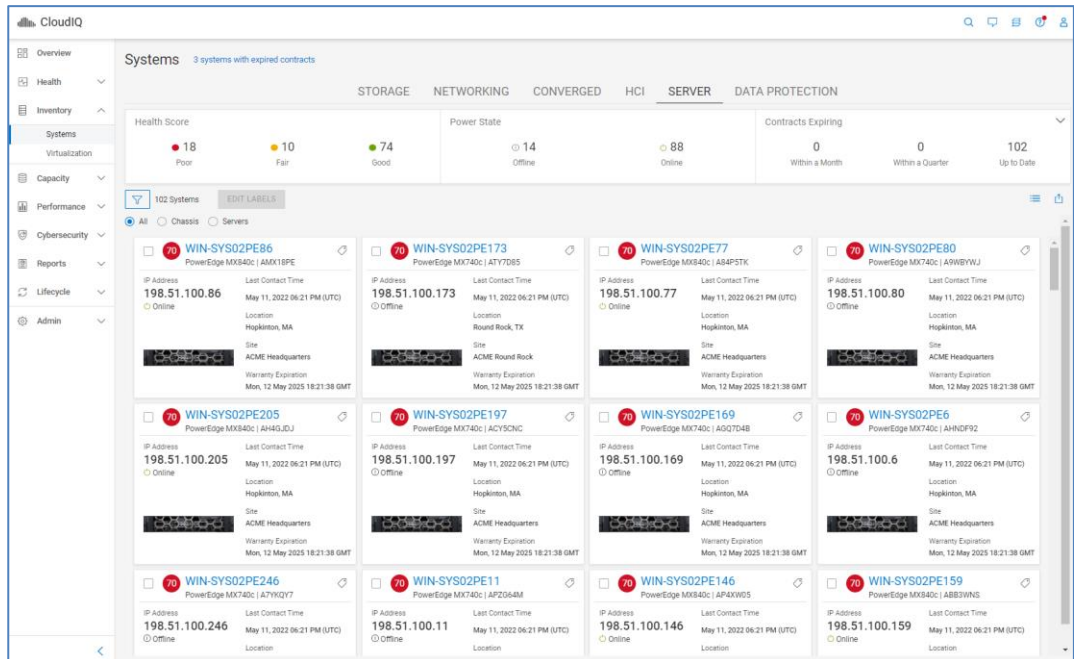 CloudIQ
Overview
Health
Inventory
Systems
Virtualization
Capacity
Performance
Cybersecurity
Reports
Lifecycle
Admin
Systems 3 systems with expired contracts
STORAGE NETWORKING CONVERGED HCI SERVER DATA PROTECTION
Health Score Power State Contracts Expiring
18 10 74 14 88 0 0 102
Poor Fair Good Offline Online Within a Month Within a Quarter Up to Date
102 Systems EDIT LABELS
All Chassis Servers
70 WIN-SYS02PE86
PowerEdge MX840c | AMX18PE
IP Address Last Contact Time
198.51.100.86 May 11, 2022 06:21 PM (UTC)
Online
Location
Hopkinton, MA
Site
ACME Headquarters
Warranty Expiration
Mon, 12 May 2025 18:21:38 GMT
70 WIN-SYS02PE173
PowerEdge MX740c | ATY7D85
IP Address Last Contact Time
198.51.100.173 May 11, 2022 06:21 PM (UTC)
Offline
Location
Round Rock, TX
Site
ACME Round Rock
Warranty Expiration
Mon, 12 May 2025 18:21:38 GMT
70 WIN-SYS02PE77
PowerEdge MX840c | A84P5TK
IP Address Last Contact Time
198.51.100.77 May 11, 2022 06:21 PM (UTC)
Online
Location
Hopkinton, MA
Site
ACME Headquarters
Warranty Expiration
Mon, 12 May 2025 18:21:38 GMT
70 WIN-SYS02PE80
PowerEdge MX740c | A9WBYWJ
IP Address Last Contact Time
198.51.100.80 May 11, 2022 06:21 PM (UTC)
Offline
Location
Hopkinton, MA
Site
ACME Headquarters
Warranty Expiration
Mon, 12 May 2025 18:21:38 GMT
70 WIN-SYS02PE205
PowerEdge MX840c | AH4GJDJ
IP Address Last Contact Time
198.51.100.205 May 11, 2022 06:21 PM (UTC)
Online
Location
Hopkinton, MA
Site
ACME Headquarters
Warranty Expiration
Mon, 12 May 2025 18:21:38 GMT
70 WIN-SYS02PE197
PowerEdge MX740c | ACY5CNC
IP Address Last Contact Time
198.51.100.197 May 11, 2022 06:21 PM (UTC)
Offline
Location
Hopkinton, MA
Site
ACME Headquarters
Warranty Expiration
Mon, 12 May 2025 18:21:38 GMT
70 WIN-SYS02PE169
PowerEdge MX740c | AGQ7D4B
IP Address Last Contact Time
198.51.100.169 May 11, 2022 06:21 PM (UTC)
Offline
Location
Hopkinton, MA
Site
ACME Headquarters
Warranty Expiration
Mon, 12 May 2025 18:21:38 GMT
70 WIN-SYS02PE6
PowerEdge MX740c | AHNDF92
IP Address Last Contact Time
198.51.100.6 May 11, 2022 06:21 PM (UTC)
Offline
Location
Hopkinton, MA
Site
ACME Headquarters
Warranty Expiration
Mon, 12 May 2025 18:21:38 GMT
70 WIN-SYS02PE246
PowerEdge MX740c | A7YKQY7
IP Address Last Contact Time
198.51.100.246 May 11, 2022 06:21 PM (UTC)
Offline
Location
70 WIN-SYS02PE11
PowerEdge MX740c | APZG64M
IP Address Last Contact Time
198.51.100.11 May 11, 2022 06:21 PM (UTC)
Offline
Location
70 WIN-SYS02PE146
PowerEdge MX840c | AP4XW05
IP Address Last Contact Time
198.51.100.146 May 11, 2022 06:21 PM (UTC)
Online
Location
70 WIN-SYS02PE159
PowerEdge MX840c | ABB3WNS
IP Address Last Contact Time
198.51.100.159 May 11, 2022 06:21 PM (UTC)
Online
Location